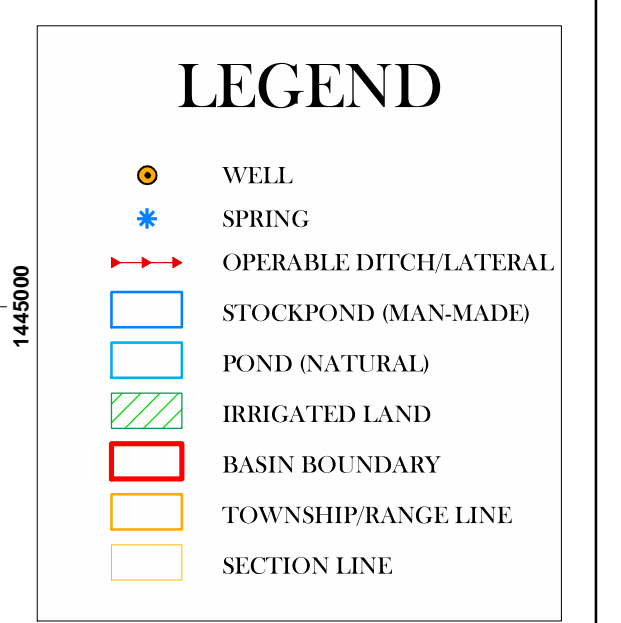 LEGEND
WELL
SPRING
OPERABLE DITCH/LATERAL
STOCKPOND (MAN-MADE)
POND (NATURAL)
IRRIGATED LAND
BASIN BOUNDARY
TOWNSHIP/RANGE LINE
SECTION LINE
1445000